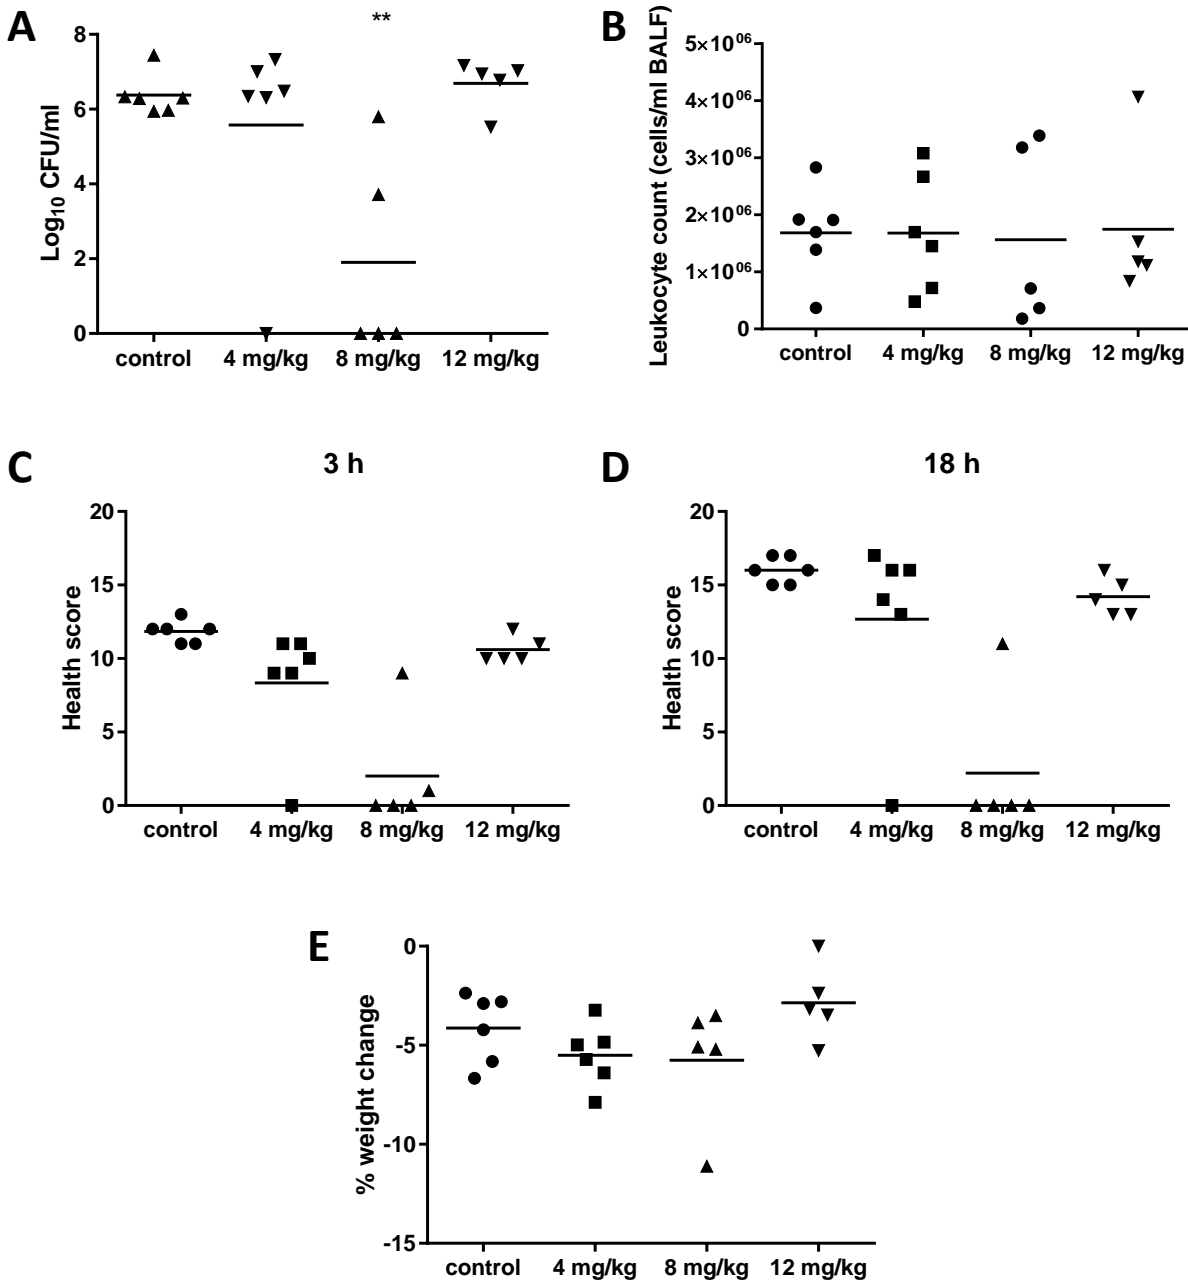 A
**
8
6
4
2
0
Log10 CFU/ml
control 4 mg/kg 8 mg/kg 12 mg/kg
B
5×10^06
4×10^06
3×10^06
2×10^06
1×10^06
0
Leukocyte count (cells/ml BALF)
control 4 mg/kg 8 mg/kg 12 mg/kg
C
3 h
20
15
10
5
0
Health score
control 4 mg/kg 8 mg/kg 12 mg/kg
D
18 h
20
15
10
5
0
Health score
control 4 mg/kg 8 mg/kg 12 mg/kg
E
0
-5
-10
-15
% weight change
control 4 mg/kg 8 mg/kg 12 mg/kg